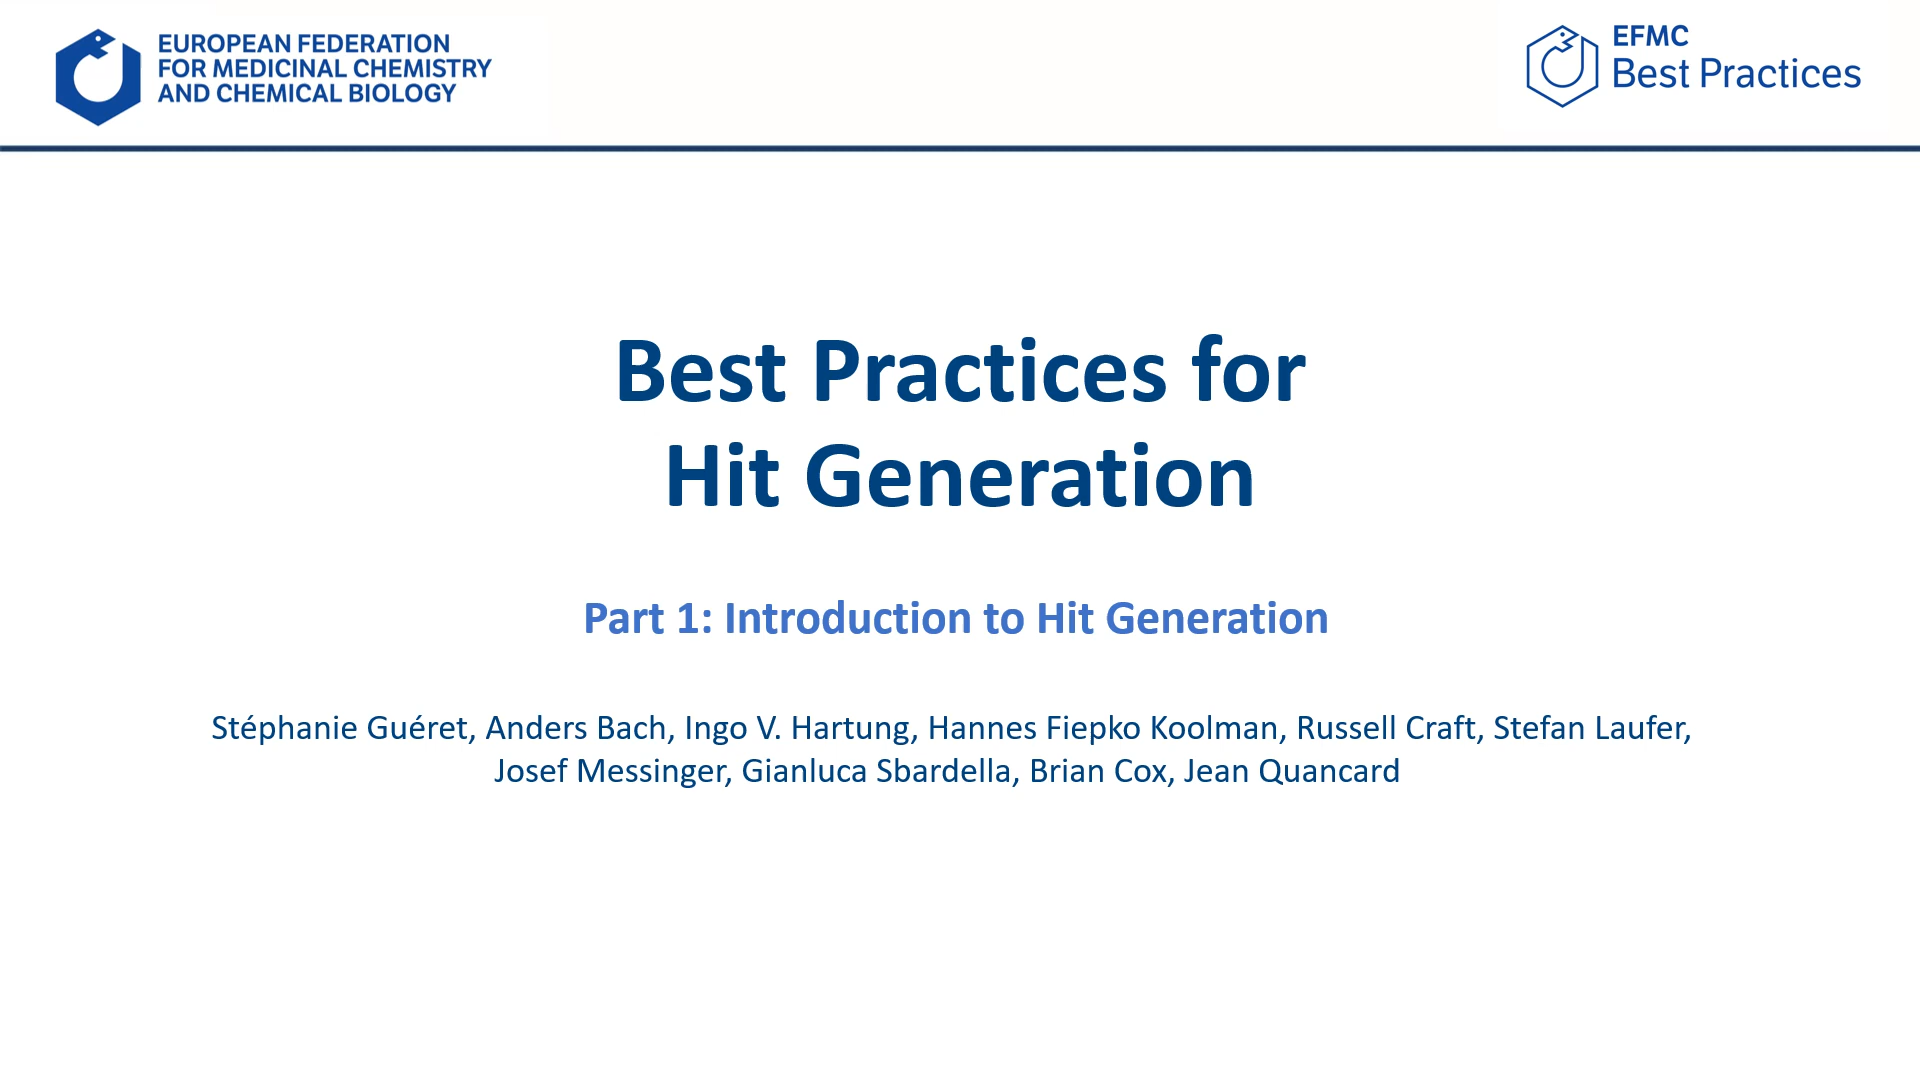 EUROPEAN FEDERATION
FOR MEDICINAL CHEMISTRY
AND CHEMICAL BIOLOGY
EFMC
Best Practices
Best Practices for
Hit Generation
Part 1: Introduction to Hit Generation
Stéphanie Guéret, Anders Bach, Ingo V. Hartung, Hannes Fiepko Koolman, Russell Craft, Stefan Laufer,
Josef Messinger, Gianluca Sbardella, Brian Cox, Jean Quancard